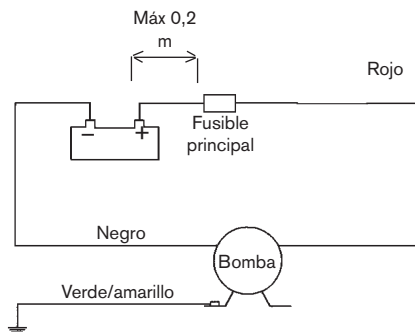 Máx 0,2
m
Rojo
− +
Fusible
principal
Negro
Bomba
Verde/amarillo